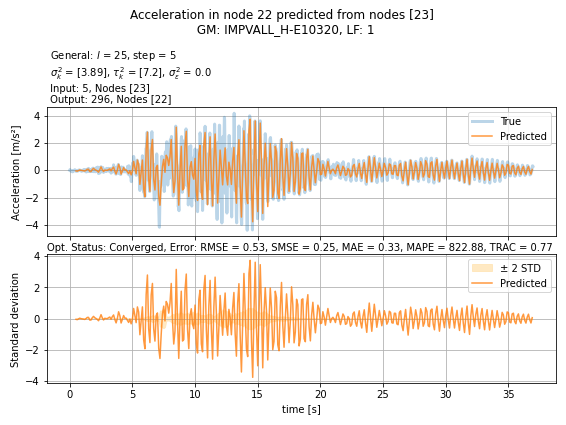 Acceleration in node 22 predicted from nodes [23]
GM: IMPVALL_H-E10320, LF: 1
General: l = 25, step = 5
σ²ₖ = [3.89], τ²ₖ = [7.2], σ²ε = 0.0
Input: 5, Nodes [23]
Output: 296, Nodes [22]
Acceleration [m/s²]
4
2
0
−2
−4
True
Predicted
Opt. Status: Converged, Error: RMSE = 0.53, SMSE = 0.25, MAE = 0.33, MAPE = 822.88, TRAC = 0.77
Standard deviation
4
2
0
−2
−4
± 2 STD
Predicted
0 5 10 15 20 25 30 35
time [s]